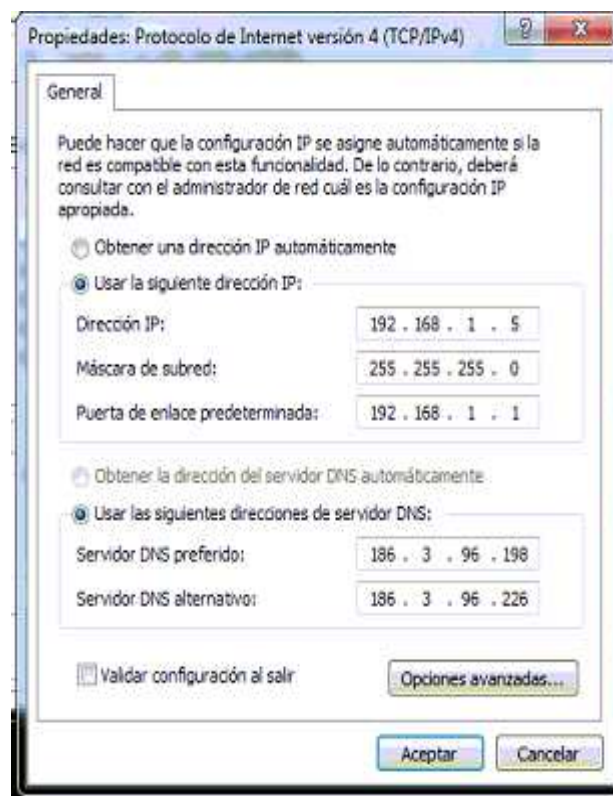 Propiedades: Protocolo de Internet versión 4 (TCP/IPv4)
General
Puede hacer que la configuración IP se asigne automáticamente si la
red es compatible con esta funcionalidad. De lo contrario, deberá
consultar con el administrador de red cuál es la configuración IP
apropiada.
Obtener una dirección IP automáticamente
Usar la siguiente dirección IP:
Dirección IP: 192 . 168 . 1 . 5
Máscara de subred: 255 . 255 . 255 . 0
Puerta de enlace predeterminada: 192 . 168 . 1 . 1
Obtener la dirección del servidor DNS automáticamente
Usar las siguientes direcciones de servidor DNS:
Servidor DNS preferido: 186 . 3 . 96 . 198
Servidor DNS alternativo: 186 . 3 . 96 . 226
Validar configuración al salir Opciones avanzadas...
Aceptar Cancelar